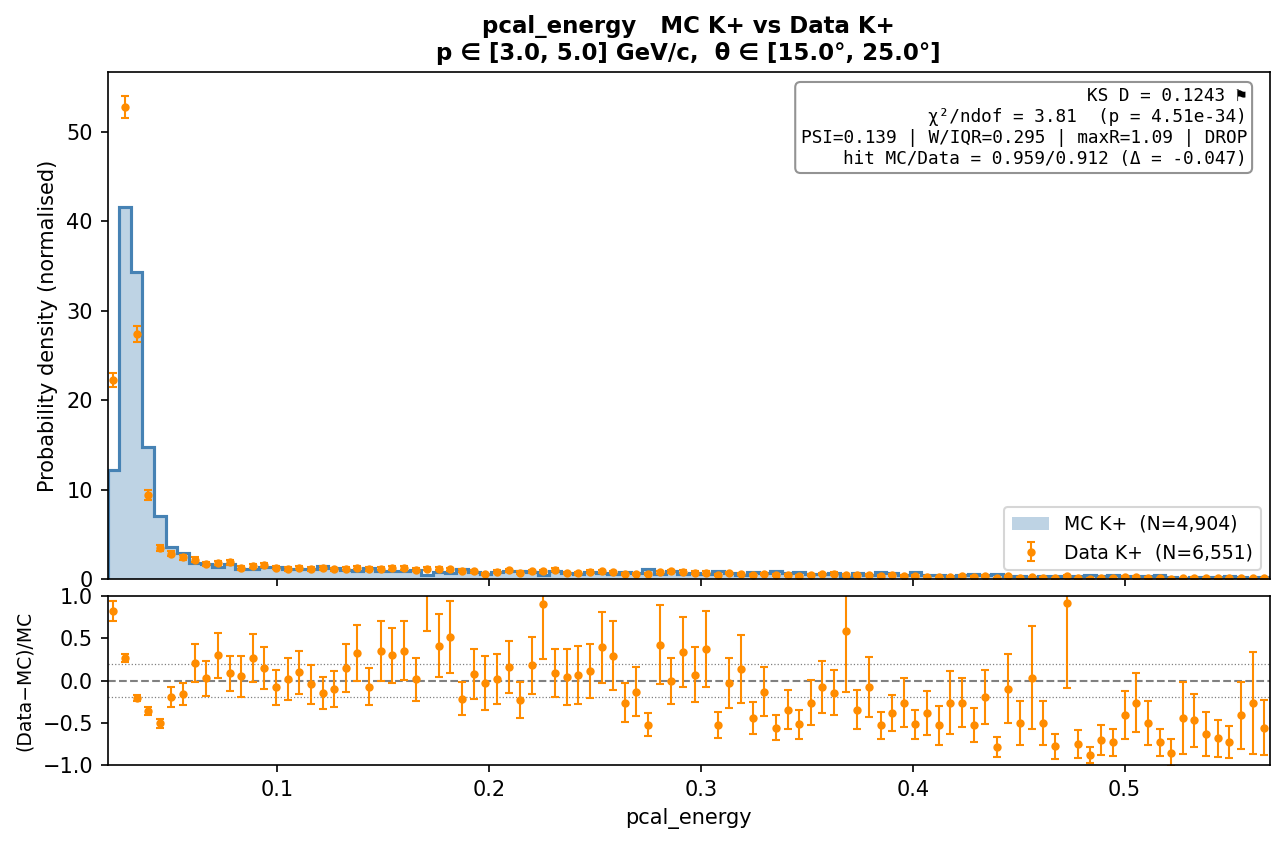 pcal_energy   MC K+ vs Data K+
p ∈ [3.0, 5.0] GeV/c,  θ ∈ [15.0°, 25.0°]
KS D = 0.1243 ⚑
χ²/ndof = 3.81  (p = 4.51e-34)
PSI=0.139 | W/IQR=0.295 | maxR=1.09 | DROP
hit MC/Data = 0.959/0.912 (Δ = -0.047)
Probability density (normalised)
50
40
30
20
10
0
MC K+  (N=4,904)
Data K+  (N=6,551)
(Data−MC)/MC
1.0
0.5
0.0
−0.5
−1.0
0.1
0.2
0.3
0.4
0.5
pcal_energy